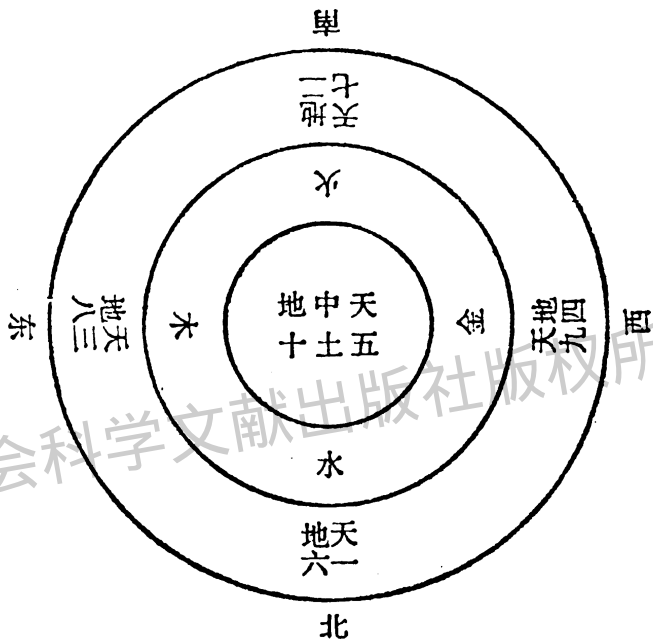 南
天地
七二
火
东
地天
八三
木
地中天
十土五
金
天地
九四
西
水
地天
六一
北
会科学文献出版社版权所